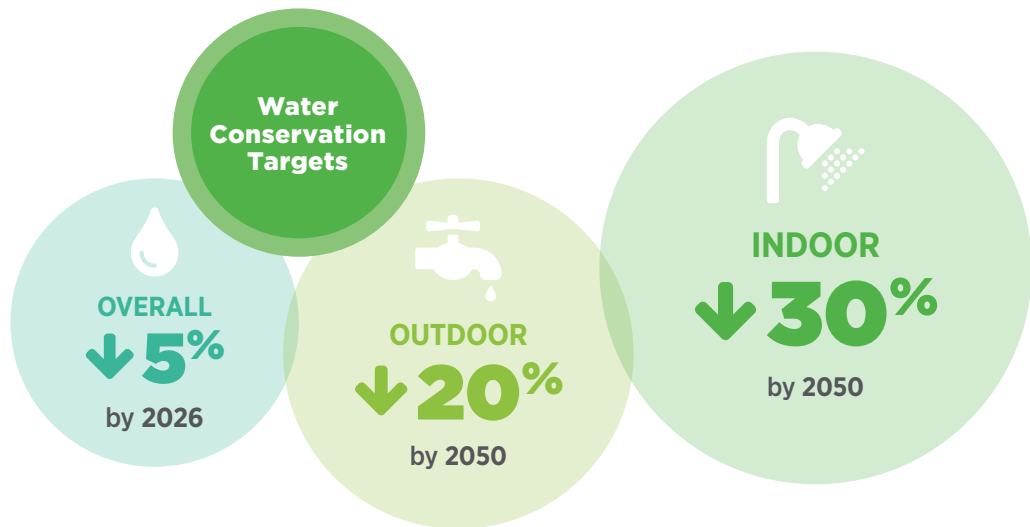 Water
Conservation
Targets
OVERALL
↓5%
by 2026
OUTDOOR
↓20%
by 2050
INDOOR
↓30%
by 2050